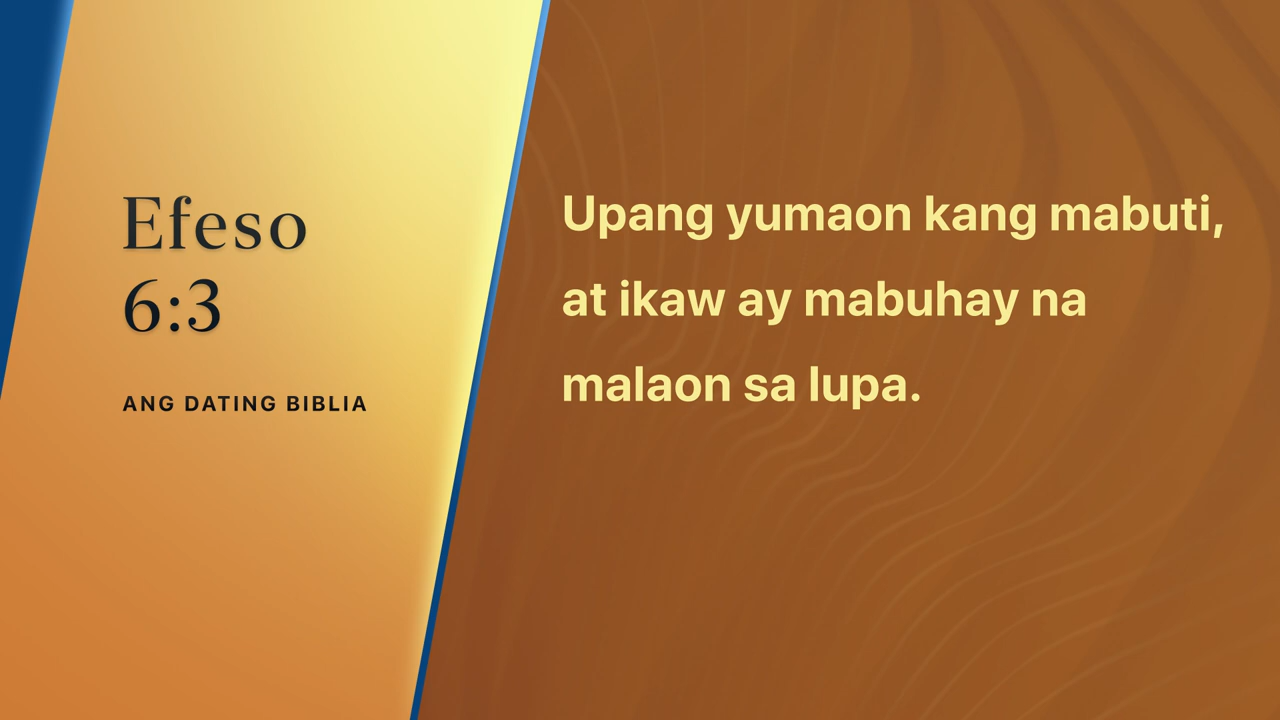 Efeso
6:3
ANG DATING BIBLIA
Upang yumaon kang mabuti,
at ikaw ay mabuhay na
malaon sa lupa.